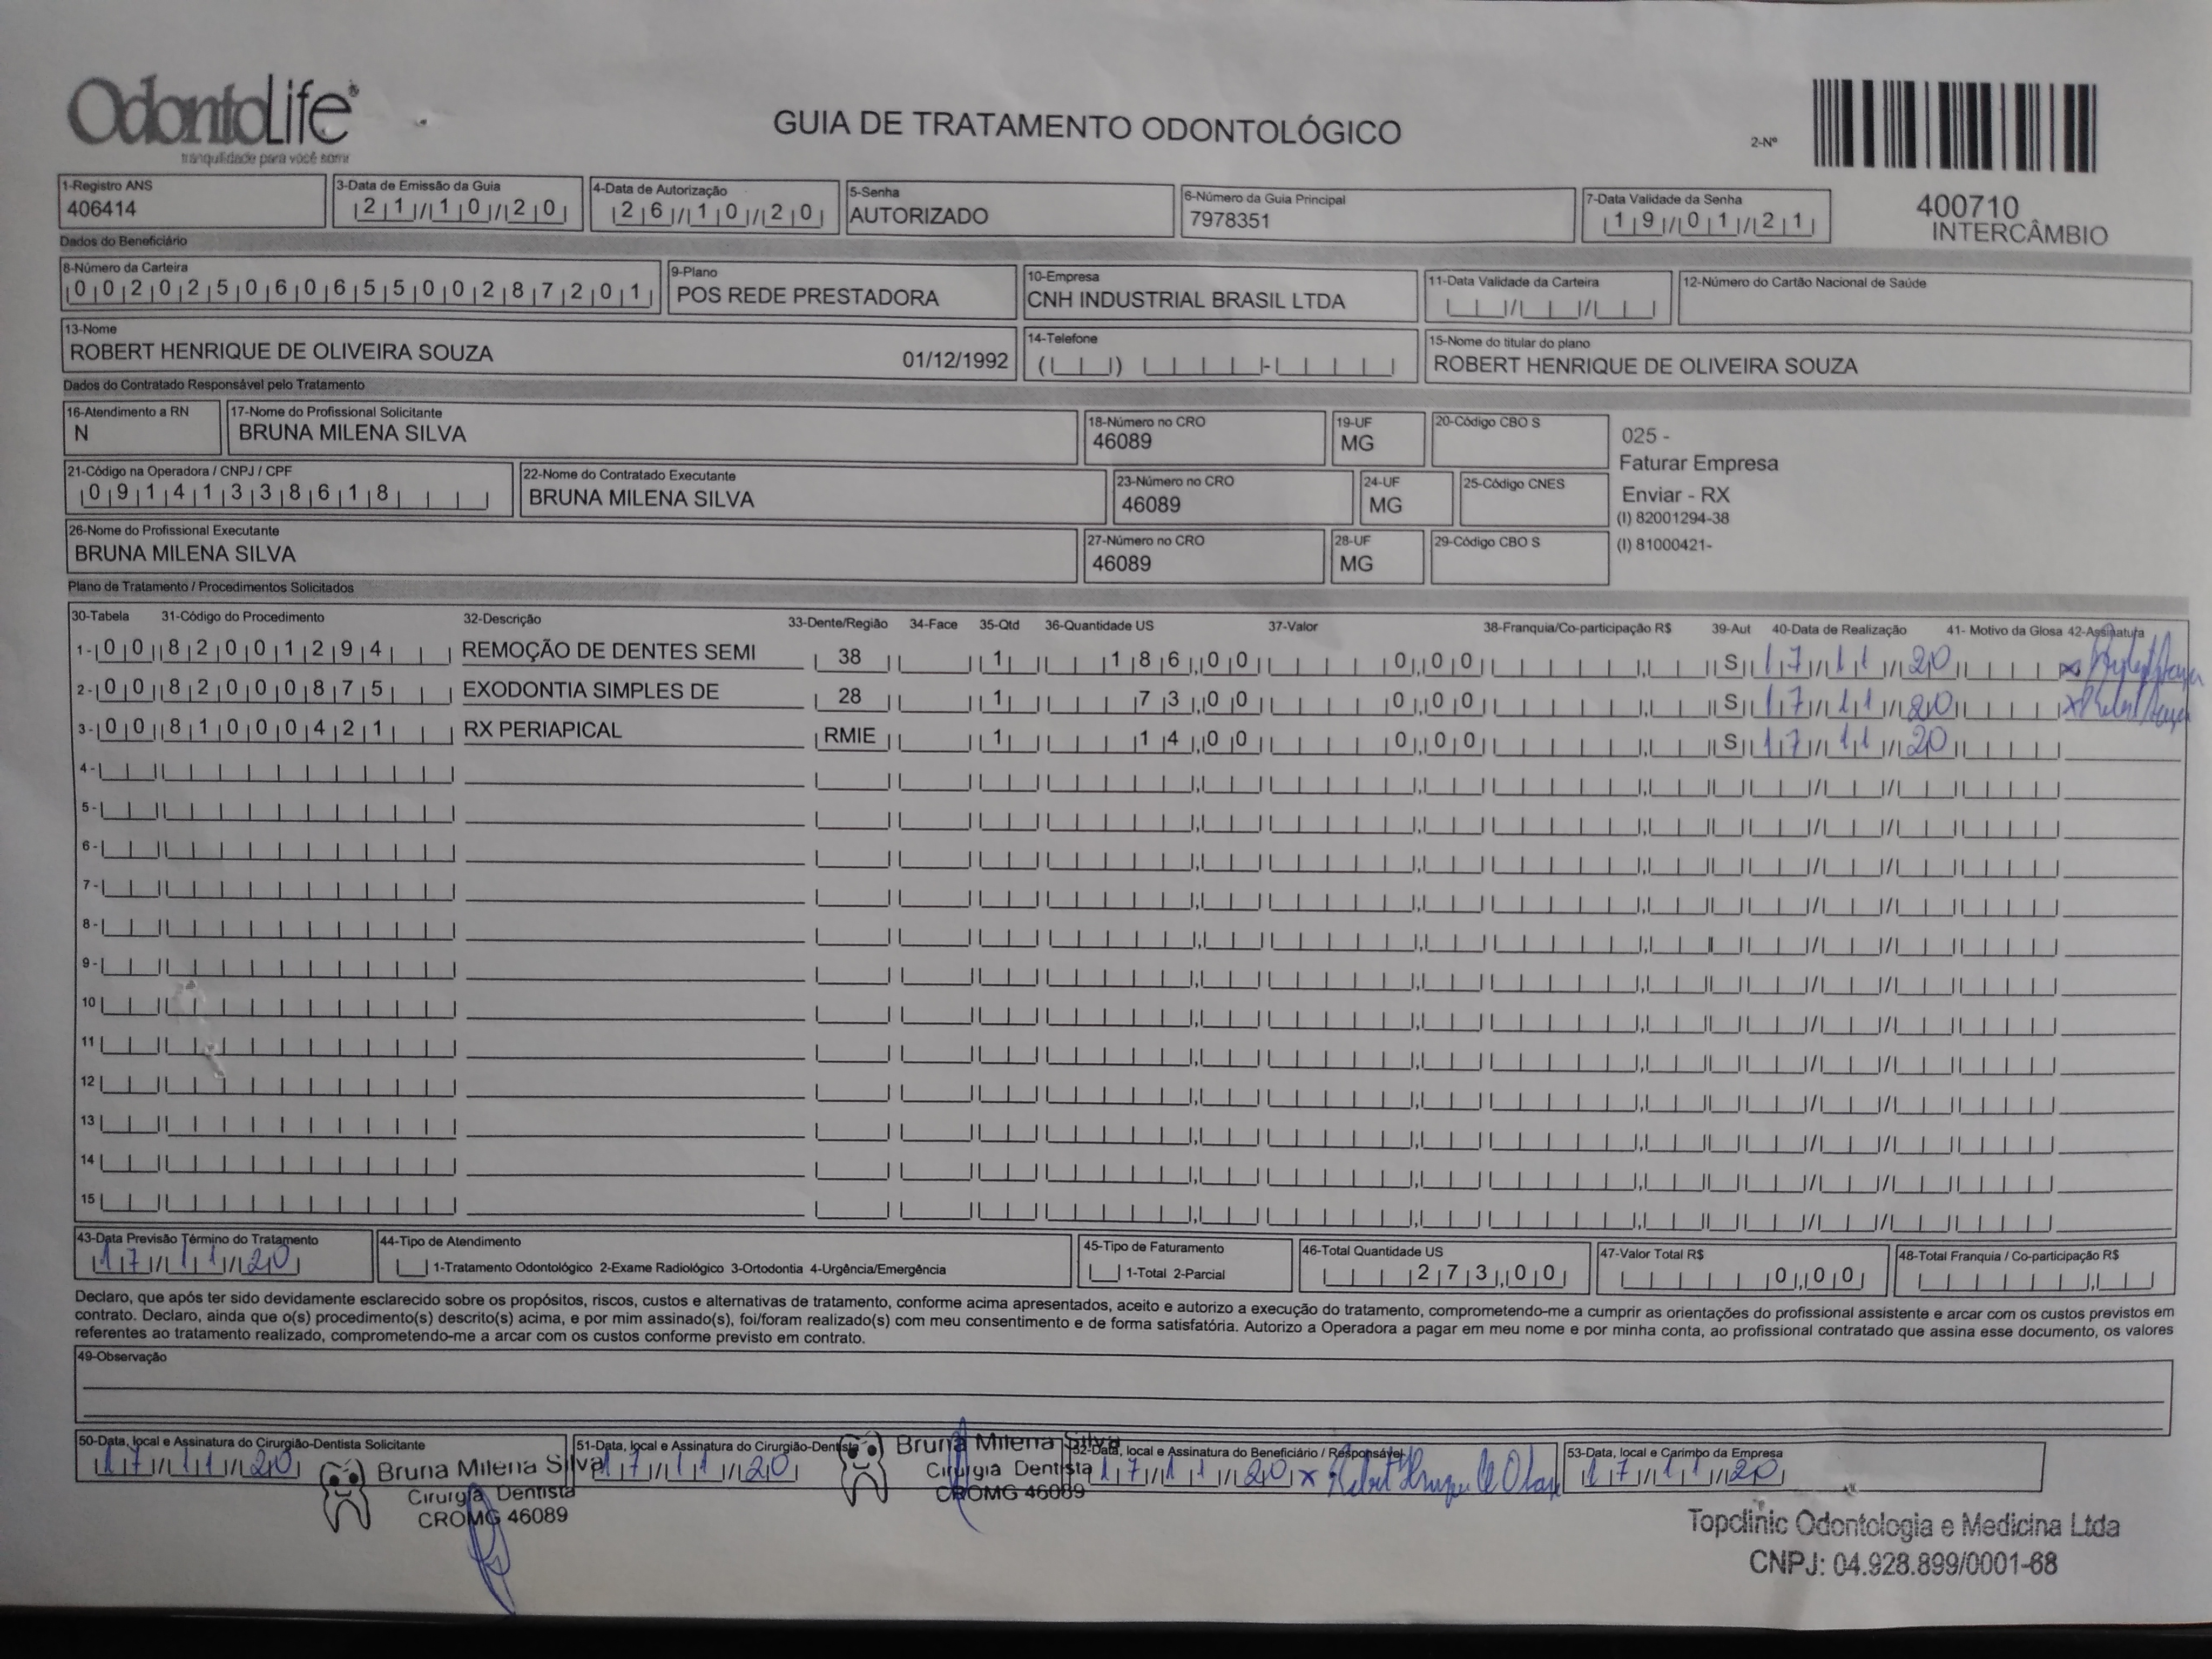 OdontoLife®
tranquilidade para você sorrir
GUIA DE TRATAMENTO ODONTOLÓGICO
2-Nº
400710
INTERCÂMBIO
1-Registro ANS
406414
3-Data de Emissão da Guia
21/10/20
4-Data de Autorização
26/10/20
5-Senha
AUTORIZADO
6-Número da Guia Principal
7978351
7-Data Validade da Senha
19/01/21
Dados do Beneficiário
8-Número da Carteira
00202506065500287201
9-Plano
POS REDE PRESTADORA
10-Empresa
CNH INDUSTRIAL BRASIL LTDA
11-Data Validade da Carteira
12-Número do Cartão Nacional de Saúde
13-Nome
ROBERT HENRIQUE DE OLIVEIRA SOUZA 01/12/1992
14-Telefone
15-Nome do titular do plano
ROBERT HENRIQUE DE OLIVEIRA SOUZA
Dados do Contratado Responsável pelo Tratamento
16-Atendimento a RN
N
17-Nome do Profissional Solicitante
BRUNA MILENA SILVA
18-Número no CRO
46089
19-UF
MG
20-Código CBO S
025 -
Faturar Empresa
Enviar - RX
(I) 82001294-38
(I) 81000421-
21-Código na Operadora / CNPJ / CPF
09141338618
22-Nome do Contratado Executante
BRUNA MILENA SILVA
23-Número no CRO
46089
24-UF
MG
25-Código CNES
26-Nome do Profissional Executante
BRUNA MILENA SILVA
27-Número no CRO
46089
28-UF
MG
29-Código CBO S
Plano de Tratamento / Procedimentos Solicitados
30-Tabela 31-Código do Procedimento 32-Descrição 33-Dente/Região 34-Face 35-Qtd 36-Quantidade US 37-Valor 38-Franquia/Co-participação R$ 39-Aut 40-Data de Realização 41- Motivo da Glosa 42-Assinatura
1- 00 82001294 REMOÇÃO DE DENTES SEMI 38 1 186,00 0,00 S 17/11/20
2- 00 82000875 EXODONTIA SIMPLES DE 28 1 73,00 0,00 S 17/11/20
3- 00 81000421 RX PERIAPICAL RMIE 1 14,00 0,00 S 17/11/20
4-
5-
6-
7-
8-
9-
10
11
12
13
14
15
43-Data Previsão Término do Tratamento
17/11/20
44-Tipo de Atendimento
1-Tratamento Odontológico 2-Exame Radiológico 3-Ortodontia 4-Urgência/Emergência
45-Tipo de Faturamento
1-Total 2-Parcial
46-Total Quantidade US
273,00
47-Valor Total R$
0,00
48-Total Franquia / Co-participação R$
Declaro, que após ter sido devidamente esclarecido sobre os propósitos, riscos, custos e alternativas de tratamento, conforme acima apresentados, aceito e autorizo a execução do tratamento, comprometendo-me a cumprir as orientações do profissional assistente e arcar com os custos previstos em
contrato. Declaro, ainda que o(s) procedimento(s) descrito(s) acima, e por mim assinado(s), foi/foram realizado(s) com meu consentimento e de forma satisfatória. Autorizo a Operadora a pagar em meu nome e por minha conta, ao profissional contratado que assina esse documento, os valores
referentes ao tratamento realizado, comprometendo-me a arcar com os custos conforme previsto em contrato.
49-Observação
50-Data, local e Assinatura do Cirurgião-Dentista Solicitante
17/11/20
Bruna Milena Silva
Cirurgiã Dentista
CROMG 46089
51-Data, local e Assinatura do Cirurgião-Dentista
17/11/20
Bruna Milena Silva
Cirurgiã Dentista
CROMG 46089
52-Data, local e Assinatura do Beneficiário / Responsável
17/11/20 x
53-Data, local e Carimbo da Empresa
17/11/20
Topclinic Odontologia e Medicina Ltda
CNPJ: 04.928.899/0001-68